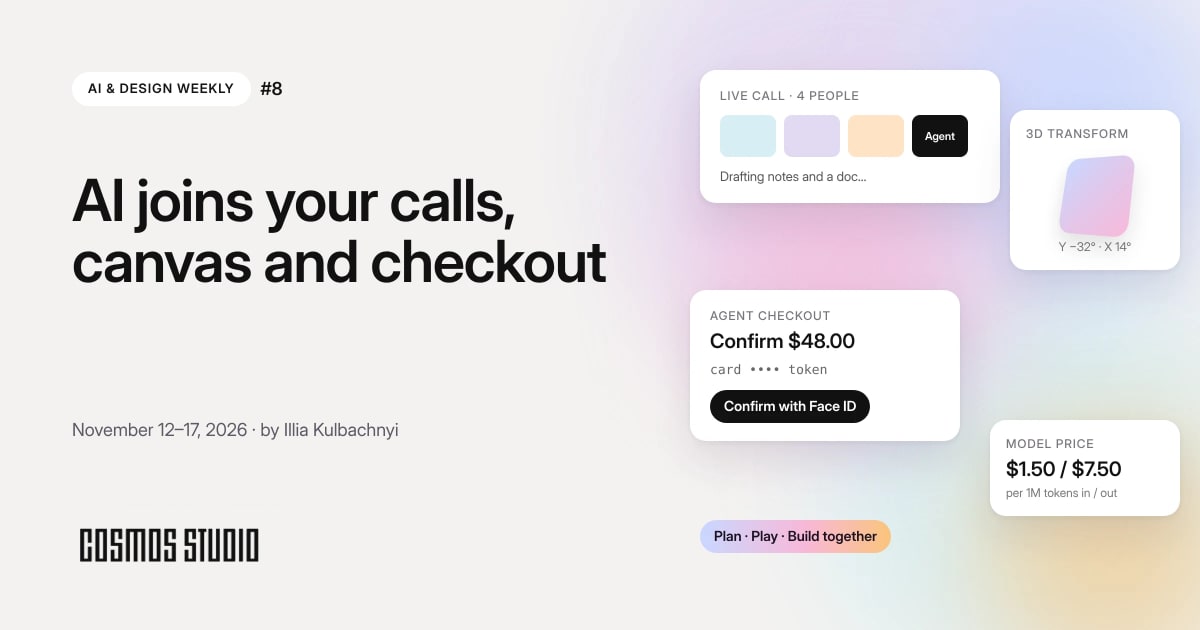 AI & DESIGN WEEKLY #8
AI joins your calls,
canvas and checkout
November 12–17, 2026 · by Illia Kulbachnyi
COSMOS STUDIO
LIVE CALL · 4 PEOPLE
Agent
Drafting notes and a doc...
3D TRANSFORM
Y −32° · X 14°
AGENT CHECKOUT
Confirm $48.00
card •••• token
Confirm with Face ID
MODEL PRICE
$1.50 / $7.50
per 1M tokens in / out
Plan · Play · Build together